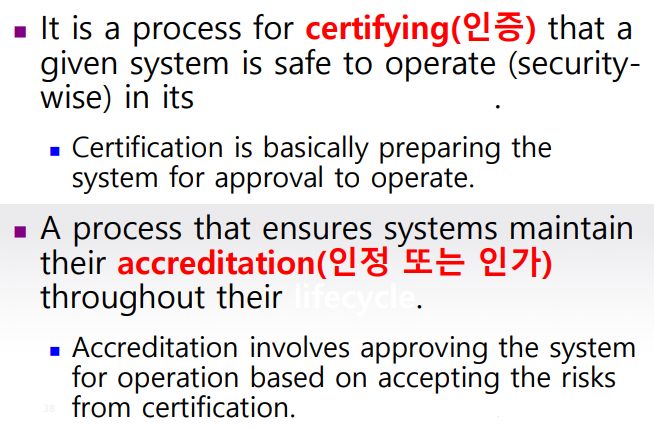 It is a process for certifying(인증) that a
given system is safe to operate (security-
wise) in its .
Certification is basically preparing the
system for approval to operate.
A process that ensures systems maintain
their accreditation(인정 또는 인가)
throughout their lifecycle.
Accreditation involves approving the system
for operation based on accepting the risks
38
from certification.